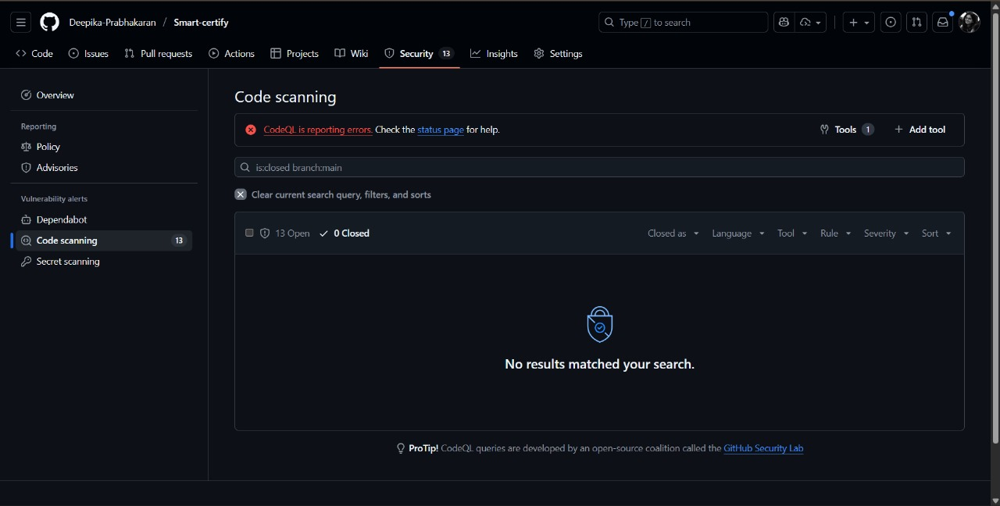 Deepika-Prabhakaran / Smart-certify
Type / to search
Code Issues Pull requests Actions Projects Wiki Security 13 Insights Settings
Overview
Reporting
Policy
Advisories
Vulnerability alerts
Dependabot
Code scanning 13
Secret scanning
Code scanning
CodeQL is reporting errors. Check the status page for help.
Tools 1 Add tool
is:closed branch:main
Clear current search query, filters, and sorts
13 Open 0 Closed
Closed as Language Tool Rule Severity Sort
No results matched your search.
ProTip! CodeQL queries are developed by an open-source coalition called the GitHub Security Lab